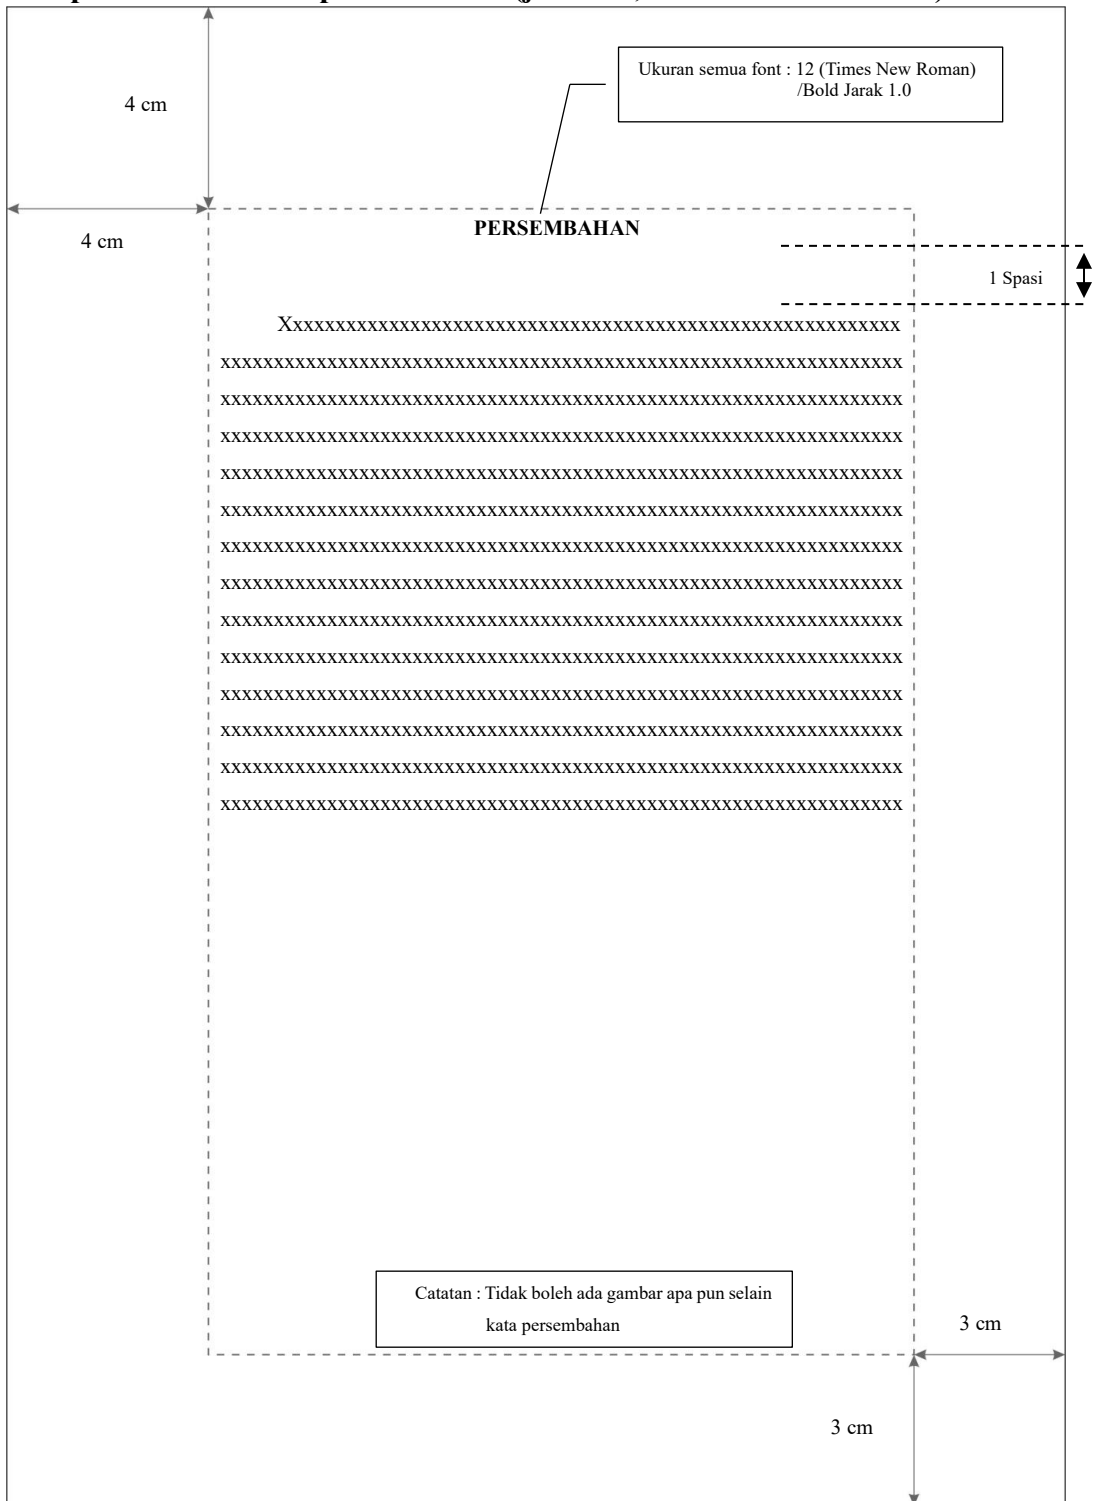 Ukuran semua font : 12 (Times New Roman)
/Bold Jarak 1.0
4 cm
4 cm
PERSEMBAHAN
1 Spasi
Xxxxxxxxxxxxxxxxxxxxxxxxxxxxxxxxxxxxxxxxxxxxxxxxxxxxxxxxxx
xxxxxxxxxxxxxxxxxxxxxxxxxxxxxxxxxxxxxxxxxxxxxxxxxxxxxxxxxxxxxxxx
xxxxxxxxxxxxxxxxxxxxxxxxxxxxxxxxxxxxxxxxxxxxxxxxxxxxxxxxxxxxxxxx
xxxxxxxxxxxxxxxxxxxxxxxxxxxxxxxxxxxxxxxxxxxxxxxxxxxxxxxxxxxxxxxx
xxxxxxxxxxxxxxxxxxxxxxxxxxxxxxxxxxxxxxxxxxxxxxxxxxxxxxxxxxxxxxxx
xxxxxxxxxxxxxxxxxxxxxxxxxxxxxxxxxxxxxxxxxxxxxxxxxxxxxxxxxxxxxxxx
xxxxxxxxxxxxxxxxxxxxxxxxxxxxxxxxxxxxxxxxxxxxxxxxxxxxxxxxxxxxxxxx
xxxxxxxxxxxxxxxxxxxxxxxxxxxxxxxxxxxxxxxxxxxxxxxxxxxxxxxxxxxxxxxx
xxxxxxxxxxxxxxxxxxxxxxxxxxxxxxxxxxxxxxxxxxxxxxxxxxxxxxxxxxxxxxxx
xxxxxxxxxxxxxxxxxxxxxxxxxxxxxxxxxxxxxxxxxxxxxxxxxxxxxxxxxxxxxxxx
xxxxxxxxxxxxxxxxxxxxxxxxxxxxxxxxxxxxxxxxxxxxxxxxxxxxxxxxxxxxxxxx
xxxxxxxxxxxxxxxxxxxxxxxxxxxxxxxxxxxxxxxxxxxxxxxxxxxxxxxxxxxxxxxx
xxxxxxxxxxxxxxxxxxxxxxxxxxxxxxxxxxxxxxxxxxxxxxxxxxxxxxxxxxxxxxxx
xxxxxxxxxxxxxxxxxxxxxxxxxxxxxxxxxxxxxxxxxxxxxxxxxxxxxxxxxxxxxxxx
Catatan : Tidak boleh ada gambar apa pun selain
kata persembahan
3 cm
3 cm